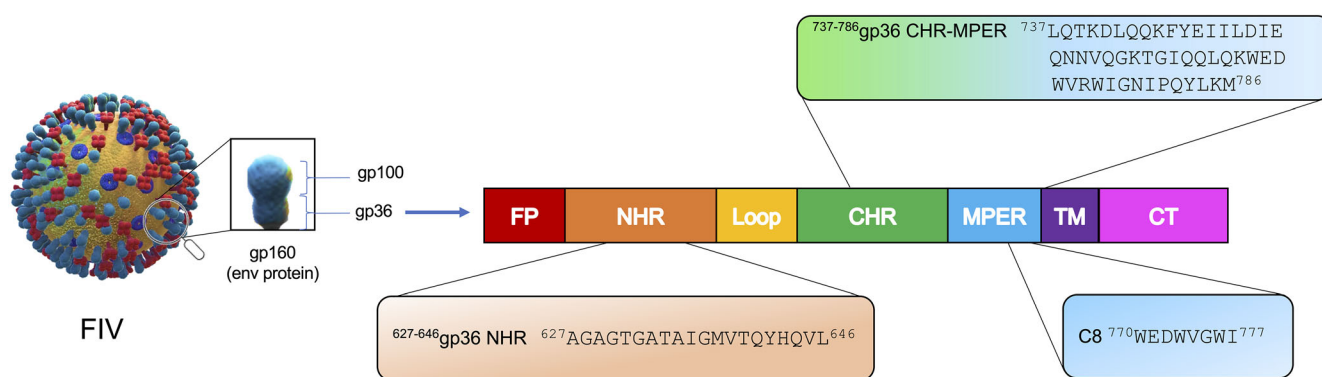 ⁷³⁷⁻⁷⁸⁶gp36 CHR-MPER ⁷³⁷LQTKDLQQKFYEIILDIE
QNNVQGKTGIQQLQKWED
WVRWIGNIPQYLKM⁷⁸⁶
gp100
gp36
gp160
(env protein)
FIV
FP NHR Loop CHR MPER TM CT
⁶²⁷⁻⁶⁴⁶gp36 NHR ⁶²⁷AGAGTGATAIGMVTQYHQVL⁶⁴⁶
C8 ⁷⁷⁰WEDWVGWI⁷⁷⁷